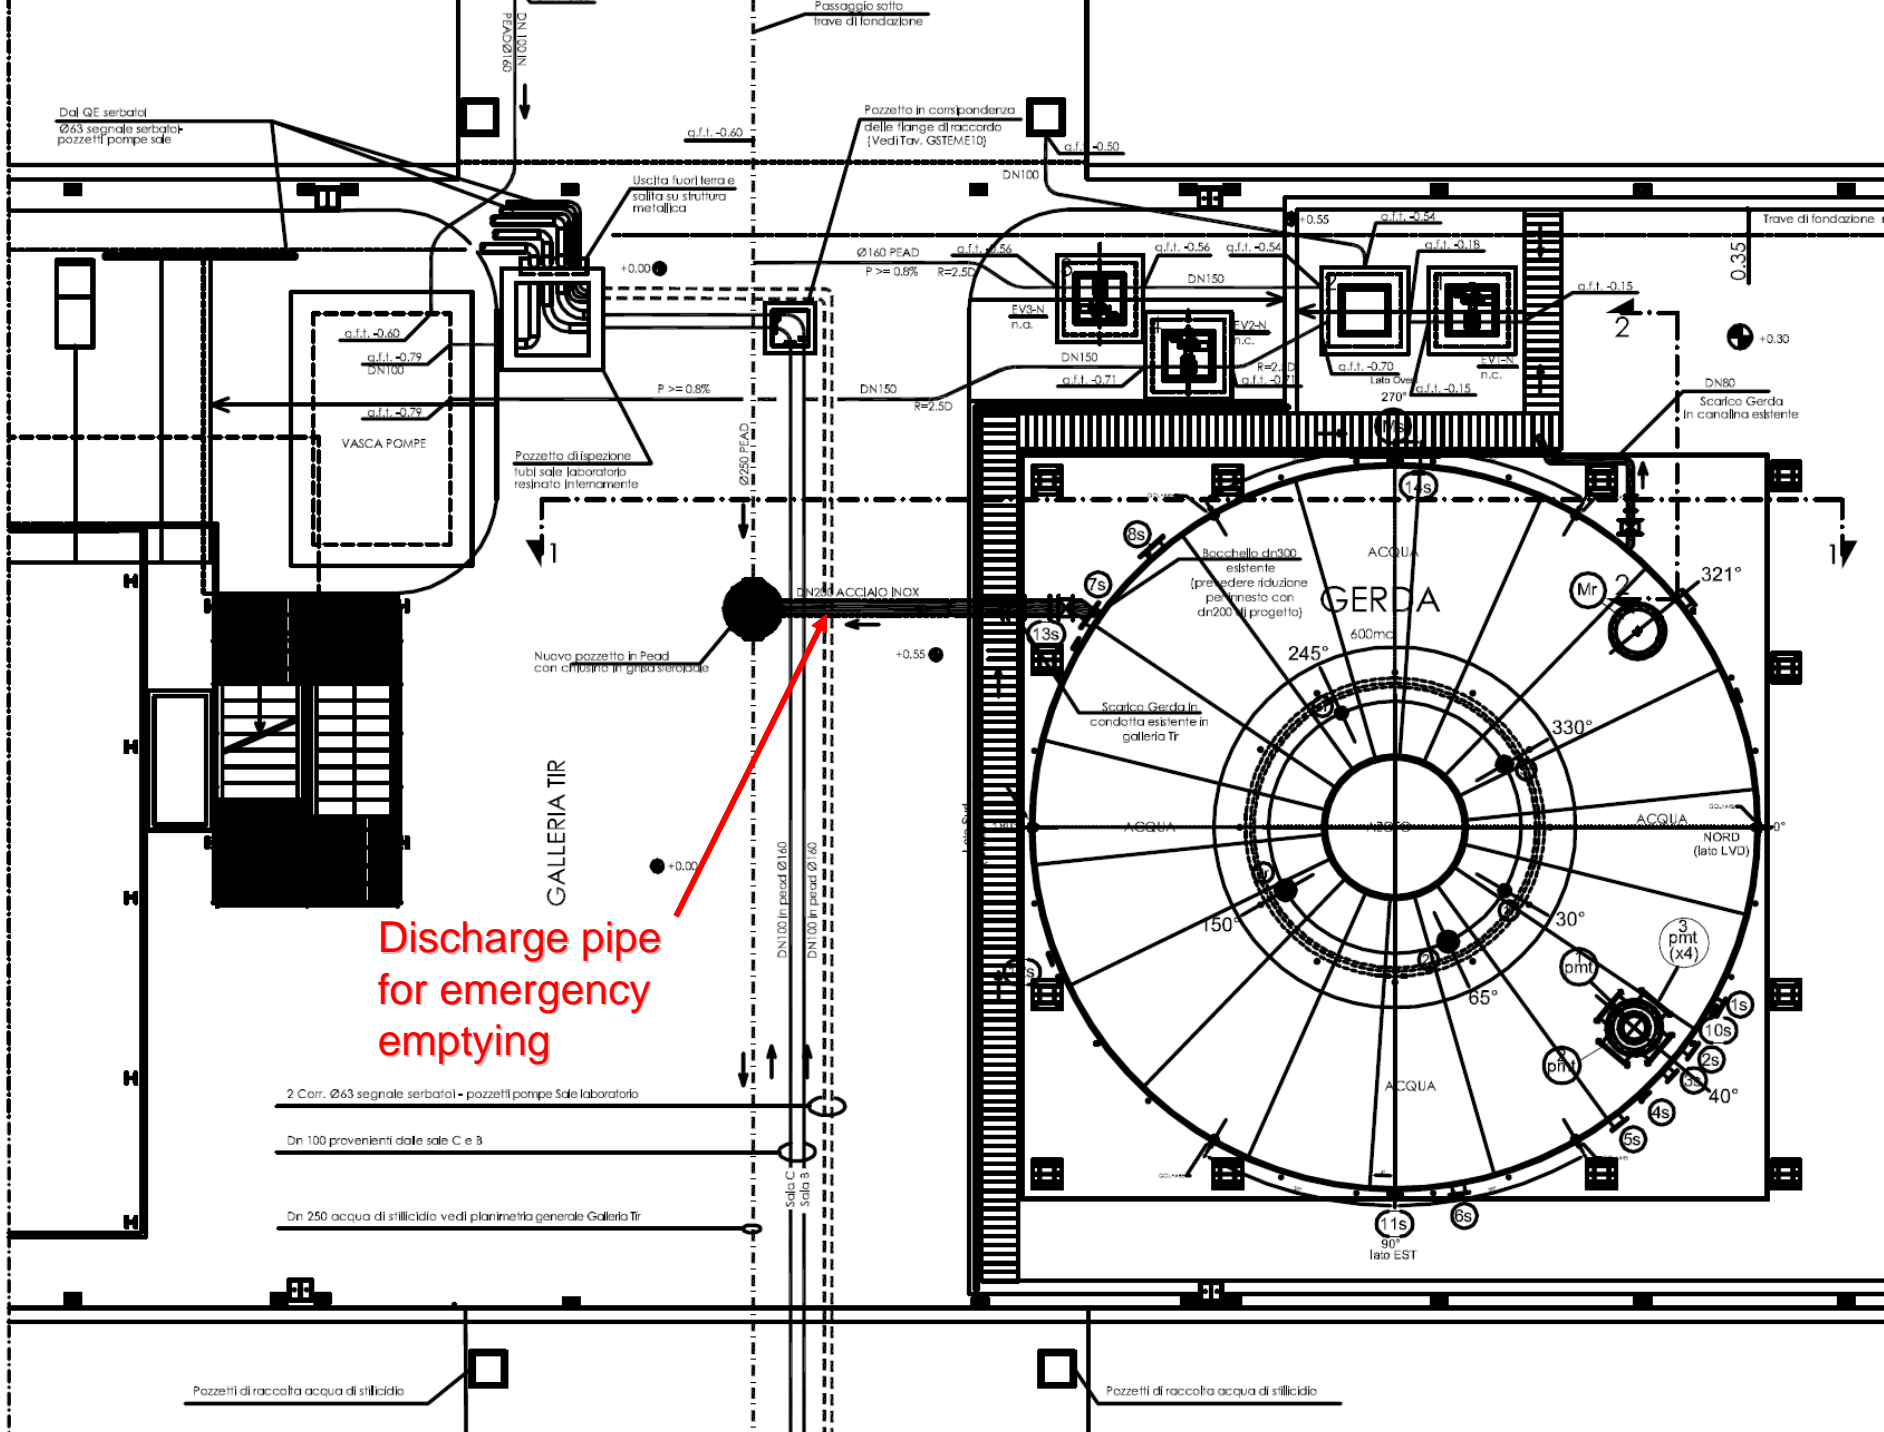 Passaggio sotto
trave di fondazione
DN 100 IN
PEADØ160
Dal QE serbatoi
Ø63 segnale serbatoi-
pozzetti pompe sale
q.f.t. -0.60
Pozzetto in corrispondenza
delle flange di raccordo
(Vedi Tav. GSTEME10)
q.f.t. -0.50
DN100
Uscita fuori terra e
salita su struttura
metallica
+0.55
q.f.t. -0.54
Trave di fondazione
0.35
+0.00
Ø160 PEAD
P >= 0.8%
R=2.5D
q.f.t. -0.56
q.f.t. -0.56
q.f.t. -0.54
q.f.t. -0.18
DN150
q.f.t. -0.15
EV3-N
n.a.
EV2-N
n.c.
2
+0.30
q.f.t. -0.60
q.f.t. -0.79
DN100
q.f.t. -0.79
VASCA POMPE
P >= 0.8%
DN150
R=2.5D
DN150
q.f.t. -0.71
q.f.t. -0.70
EV1-N
n.c.
q.f.t. -0.15
270°
Ms
DN80
Scarico Gerda
in canalina esistente
Pozzetto di ispezione
tubi sale laboratorio
resinato internamente
Ø250 PEAD
14s
1
1
8s
7s
13s
Bocchello dn300
esistente
(prevedere riduzione
per innesto con
dn200 di progetto)
ACQUA
GERDA
600mc
Mr
2
321°
DN200 ACCIAIO INOX
Nuovo pozzetto in Pead
con chiusino in ghisa sferoidale
+0.55
245°
330°
Scarico Gerda in
condotta esistente in
galleria Tir
GALLERIA TIR
+0.00
ACQUA
AZOTO
ACQUA
NORD
(lato LVD)
0°
DN100 in pead Ø160
DN100 in pead Ø160
150°
30°
65°
3
pmt
(x4)
1
pmt
2
pmt
Discharge pipe
for emergency
emptying
1s
10s
2s
3s
40°
4s
5s
6s
11s
90°
lato EST
ACQUA
2 Corr. Ø63 segnale serbatoi - pozzetti pompe Sale laboratorio
Dn 100 provenienti dalle sale C e B
Sala C
Sala B
Dn 250 acqua di stillicidio vedi planimetria generale Galleria Tir
Pozzetti di raccolta acqua di stillicidio
Pozzetti di raccolta acqua di stillicidio